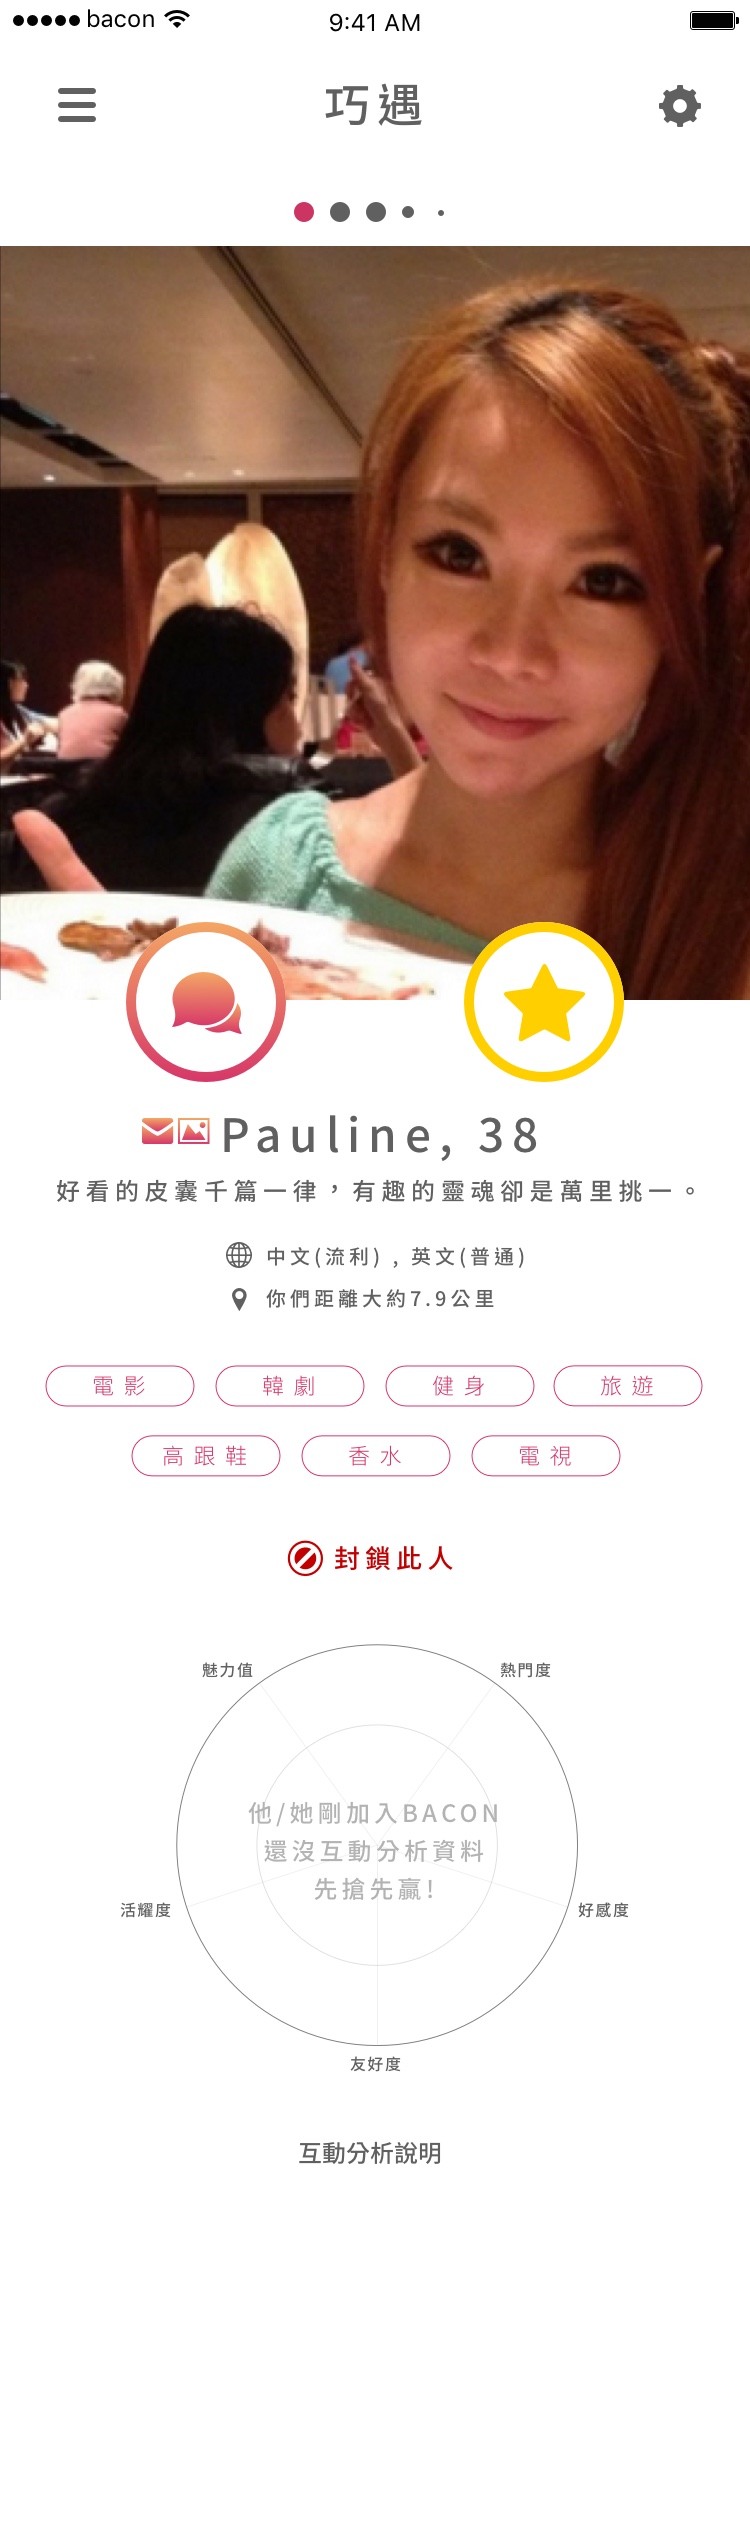 bacon
9:41 AM
巧遇
Pauline, 38
好看的皮囊千篇一律，有趣的靈魂卻是萬里挑一。
中文(流利) , 英文(普通)
你們距離大約7.9公里
電影 韓劇 健身 旅遊
高跟鞋 香水 電視
封鎖此人
魅力值 熱門度
他/她剛加入BACON
還沒互動分析資料
先搶先贏!
活耀度 好感度
友好度
互動分析說明